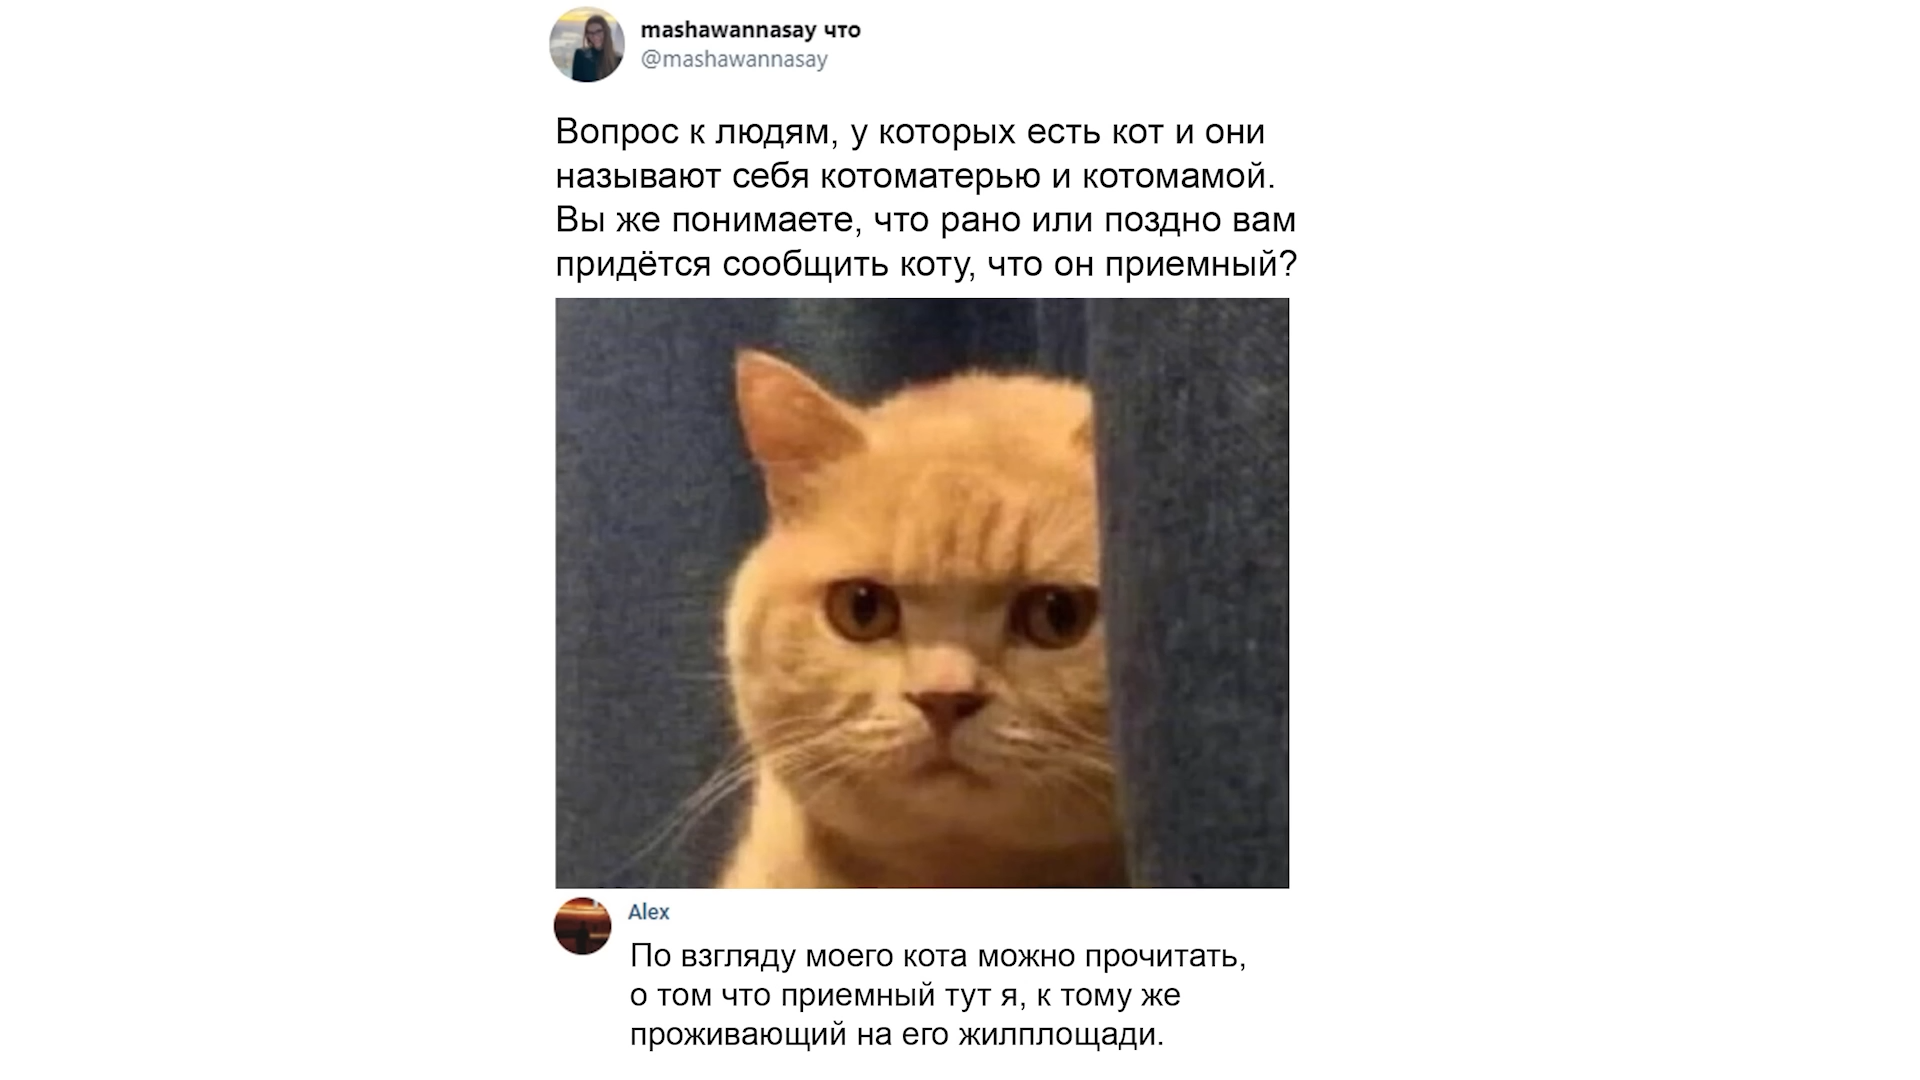 mashawannasay что
@mashawannasay
Вопрос к людям, у которых есть кот и они
называют себя котоматерью и котомамой.
Вы же понимаете, что рано или поздно вам
придётся сообщить коту, что он приемный?
Alex
По взгляду моего кота можно прочитать,
о том что приемный тут я, к тому же
проживающий на его жилплощади.